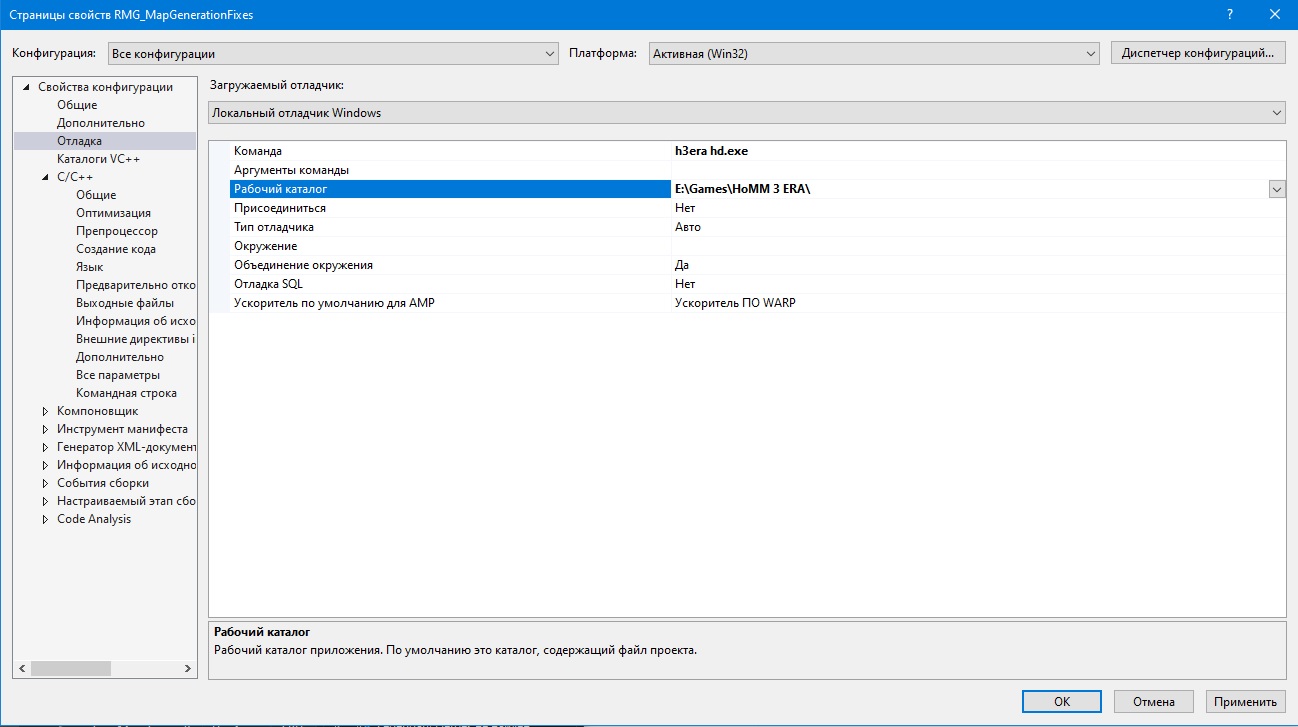 Страницы свойств RMG_MapGenerationFixes
Конфигурация: Все конфигурации Платформа: Активная (Win32) Диспетчер конфигураций...
Свойства конфигурации
Общие
Дополнительно
Отладка
Каталоги VC++
C/C++
Общие
Оптимизация
Препроцессор
Создание кода
Язык
Предварительно отко
Выходные файлы
Информация об исхо
Внешние директивы i
Дополнительно
Все параметры
Командная строка
Компоновщик
Инструмент манифеста
Генератор XML-документ
Информация об исходно
События сборки
Настраиваемый этап сбо
Code Analysis
Загружаемый отладчик:
Локальный отладчик Windows
Команда h3era hd.exe
Аргументы команды
Рабочий каталог E:\Games\HoMM 3 ERA\
Присоединиться Нет
Тип отладчика Авто
Окружение
Объединение окружения Да
Отладка SQL Нет
Ускоритель по умолчанию для AMP Ускоритель ПО WARP
Рабочий каталог
Рабочий каталог приложения. По умолчанию это каталог, содержащий файл проекта.
OK Отмена Применить